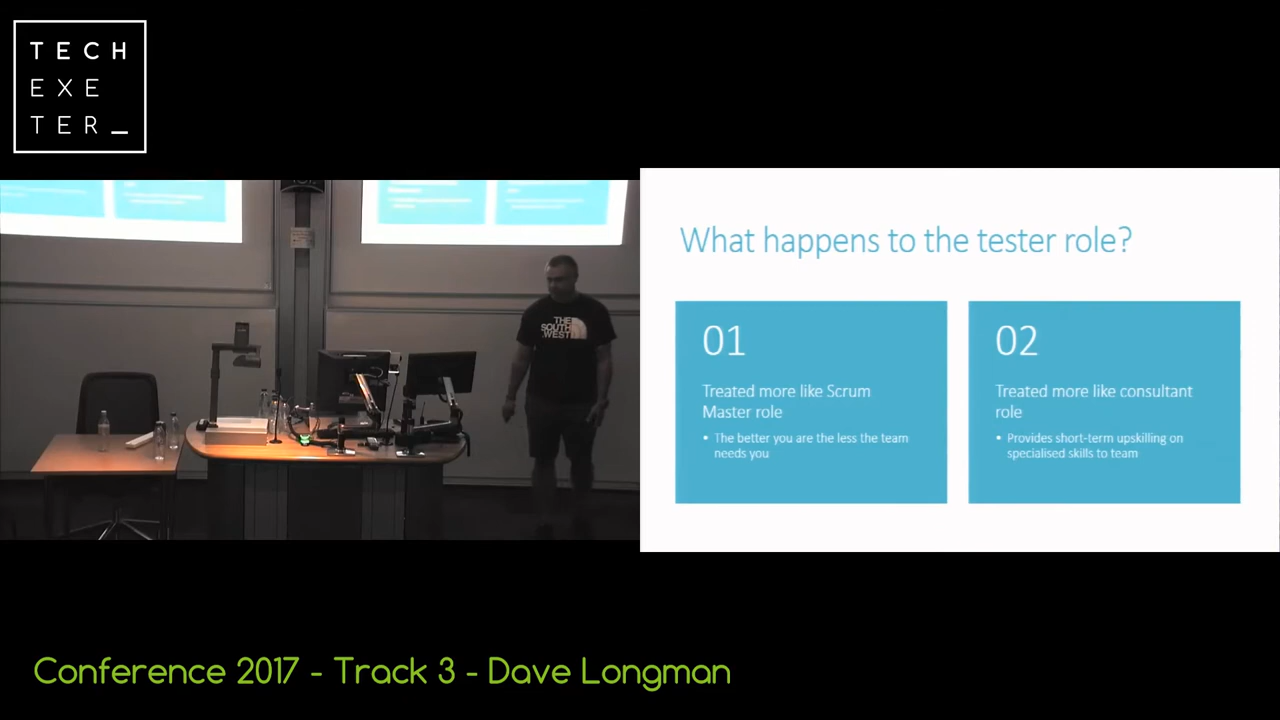 TECH
EXE
TER_
THE
SOUTH
WEST
What happens to the tester role?
01
Treated more like Scrum
Master role
• The better you are the less the team
needs you
02
Treated more like consultant
role
• Provides short-term upskilling on
specialised skills to team
Conference 2017 - Track 3 - Dave Longman